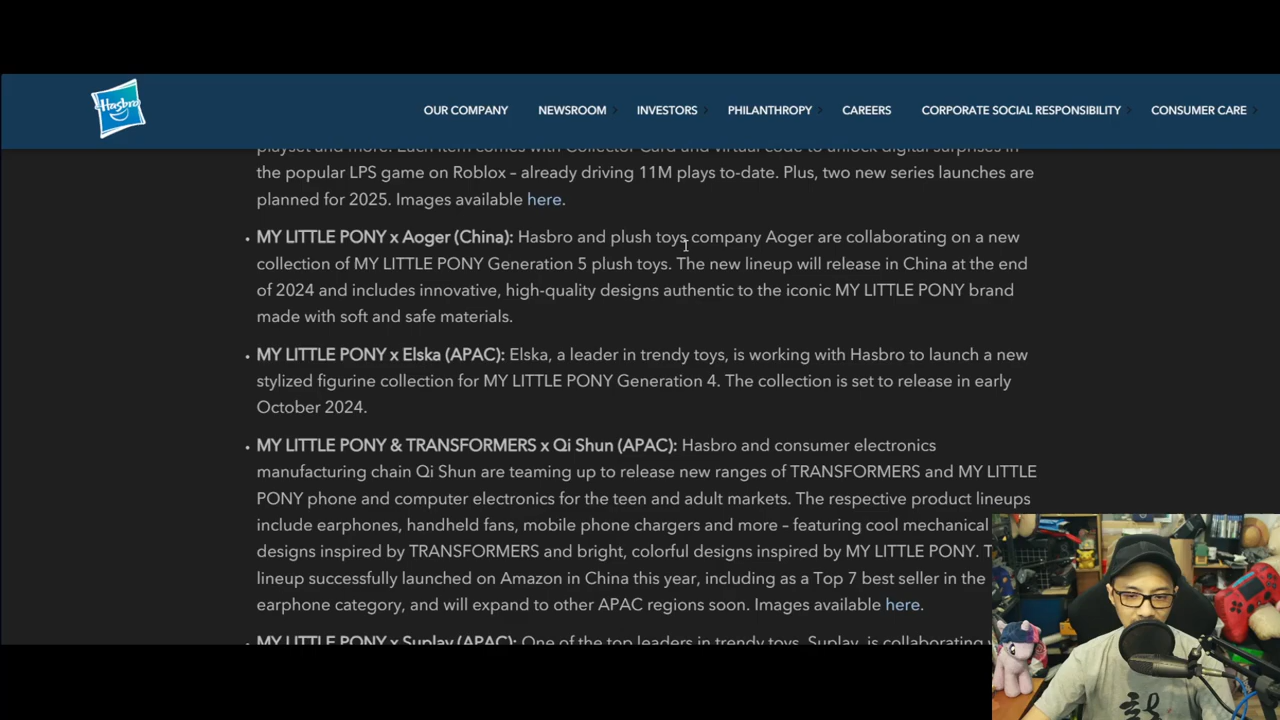 Hasbro
OUR COMPANY NEWSROOM INVESTORS PHILANTHROPY CAREERS CORPORATE SOCIAL RESPONSIBILITY CONSUMER CARE
playset and more. Each item comes with Collector Card and virtual code to unlock digital surprises in
the popular LPS game on Roblox – already driving 11M plays to-date. Plus, two new series launches are
planned for 2025. Images available here.
• MY LITTLE PONY x Aoger (China): Hasbro and plush toys company Aoger are collaborating on a new
collection of MY LITTLE PONY Generation 5 plush toys. The new lineup will release in China at the end
of 2024 and includes innovative, high-quality designs authentic to the iconic MY LITTLE PONY brand
made with soft and safe materials.
• MY LITTLE PONY x Elska (APAC): Elska, a leader in trendy toys, is working with Hasbro to launch a new
stylized figurine collection for MY LITTLE PONY Generation 4. The collection is set to release in early
October 2024.
• MY LITTLE PONY & TRANSFORMERS x Qi Shun (APAC): Hasbro and consumer electronics
manufacturing chain Qi Shun are teaming up to release new ranges of TRANSFORMERS and MY LITTLE
PONY phone and computer electronics for the teen and adult markets. The respective product lineups
include earphones, handheld fans, mobile phone chargers and more – featuring cool mechanical
designs inspired by TRANSFORMERS and bright, colorful designs inspired by MY LITTLE PONY. T
lineup successfully launched on Amazon in China this year, including as a Top 7 best seller in the
earphone category, and will expand to other APAC regions soon. Images available here.
• MY LITTLE PONY x Suplay (APAC): One of the top leaders in trendy toys, Suplay, is collaborating